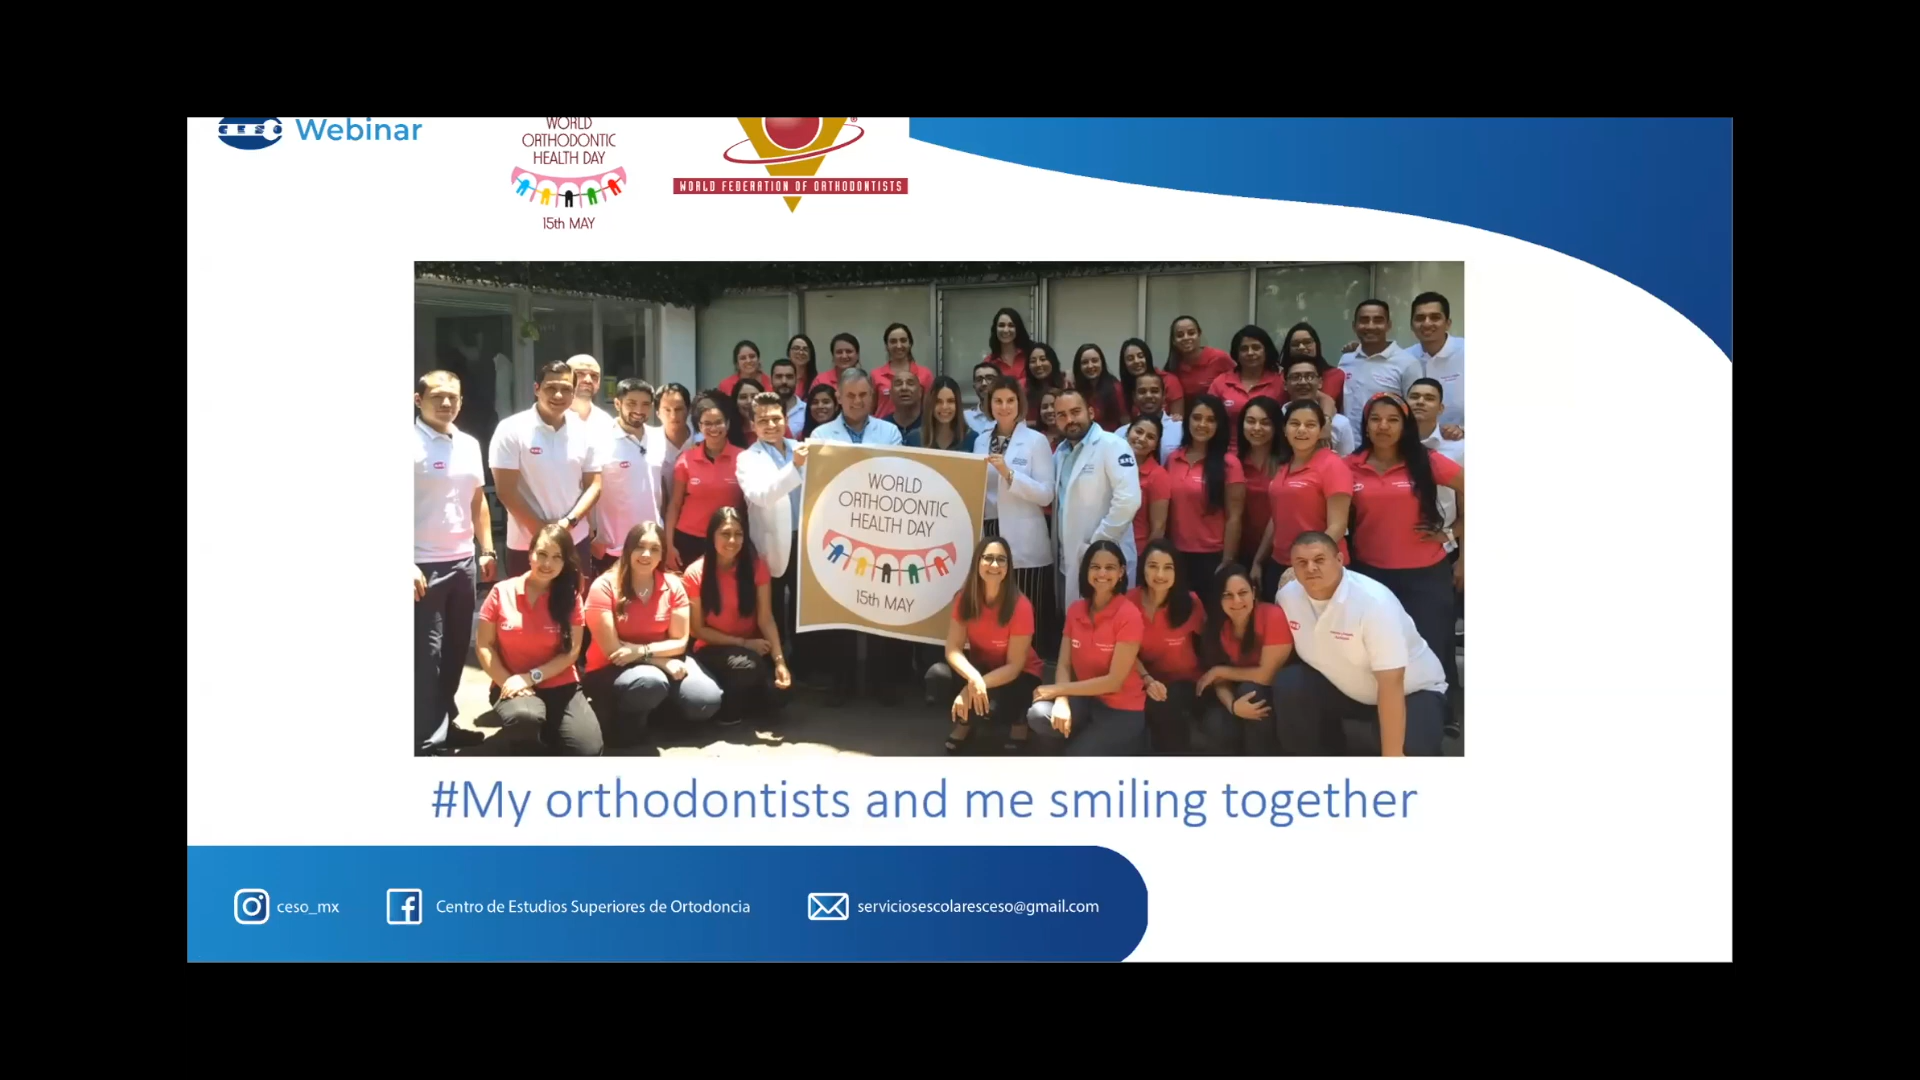 CESO Webinar
WORLD
ORTHODONTIC
HEALTH DAY
15th MAY
®
WORLD FEDERATION OF ORTHODONTISTS
WORLD
ORTHODONTIC
HEALTH DAY
15th MAY
#My orthodontists and me smiling together
ceso_mx
Centro de Estudios Superiores de Ortodoncia
serviciosescolaresceso@gmail.com